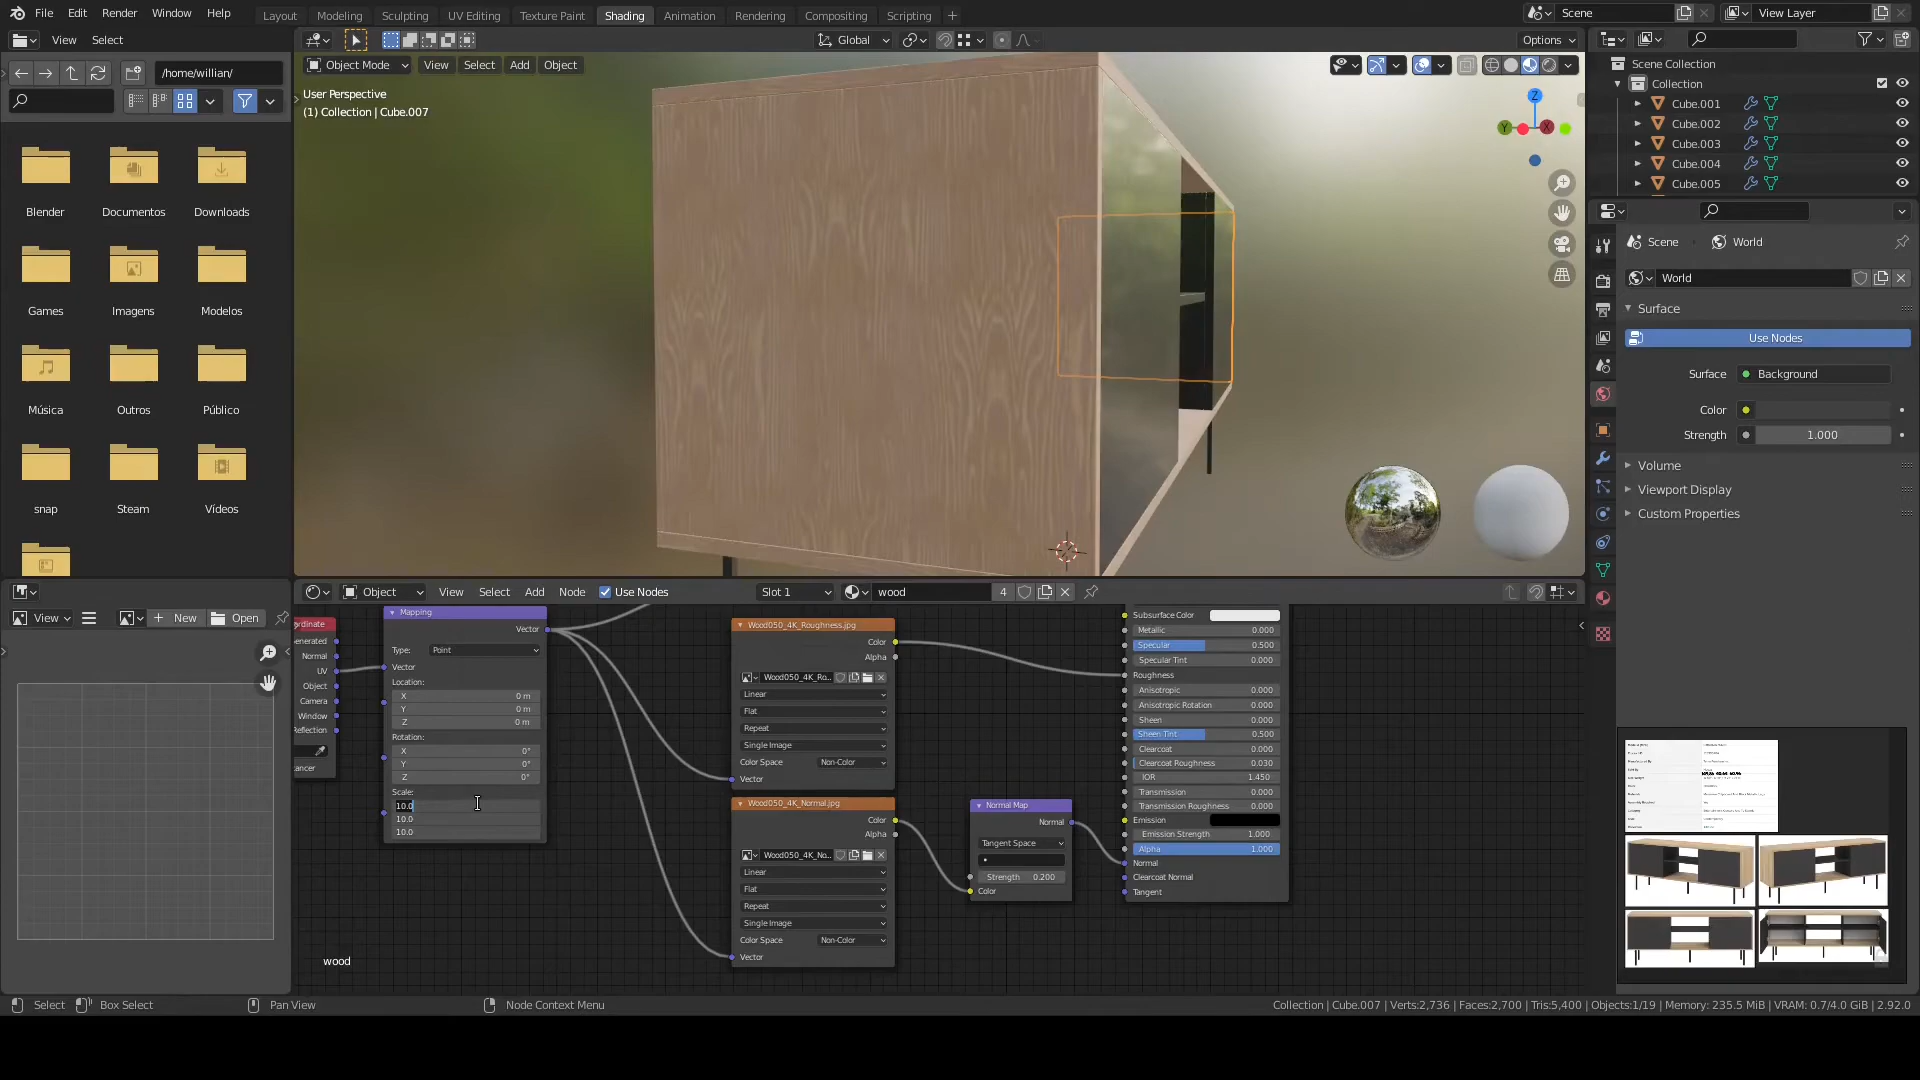 File Edit Render Window Help Layout Modeling Sculpting UV Editing Texture Paint Shading Animation Rendering Compositing Scripting Scene View Layer
View Select Global Options
/home/willian/ Object Mode View Select Add Object
User Perspective
(1) Collection | Cube.007
Scene Collection
Collection
Cube.001
Cube.002
Cube.003
Cube.004
Cube.005
Blender Documentos Downloads
Games Imagens Modelos
Música Outros Público
snap Steam Vídeos
Scene World
World
Surface
Use Nodes
Surface Background
Color
Strength 1.000
Volume
Viewport Display
Custom Properties
Object View Select Add Node Use Nodes Slot 1 wood 4
View New Open
rdinate
enerated
Normal
UV
Object
Camera
Window
Reflection
ancer
Mapping
Vector
Type: Point
Vector
Location:
X 0 m
Y 0 m
Z 0 m
Rotation:
X 0°
Y 0°
Z 0°
Scale:
10.0
10.0
10.0
Wood050_4K_Roughness.jpg
Color
Alpha
Wood050_4K_Ro..
Linear
Flat
Repeat
Single Image
Color Space Non-Color
Vector
Wood050_4K_Normal.jpg
Color
Alpha
Wood050_4K_No..
Linear
Flat
Repeat
Single Image
Color Space Non-Color
Vector
Normal Map
Normal
Tangent Space
Strength 0.200
Color
Subsurface Color
Metallic 0.000
Specular 0.500
Specular Tint 0.000
Roughness
Anisotropic 0.000
Anisotropic Rotation 0.000
Sheen 0.000
Sheen Tint 0.500
Clearcoat 0.000
Clearcoat Roughness 0.030
IOR 1.450
Transmission 0.000
Transmission Roughness 0.000
Emission
Emission Strength 1.000
Alpha 1.000
Normal
Clearcoat Normal
Tangent
wood
Select Box Select Pan View Node Context Menu Collection | Cube.007 | Verts:2,736 | Faces:2,700 | Tris:5,400 | Objects:1/19 | Memory: 235.5 MiB | VRAM: 0.7/4.0 GiB | 2.92.0